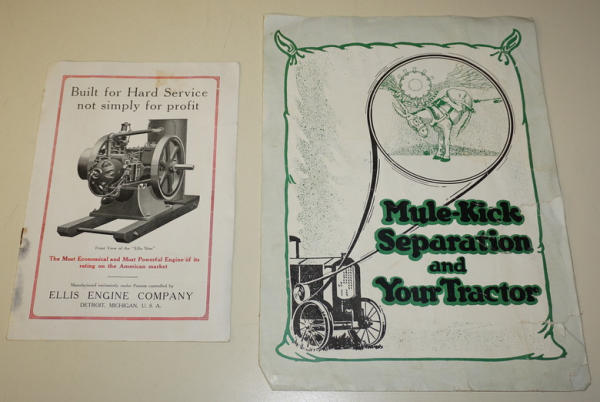 Built for Hard Service
not simply for profit
Front View of the "Ellis
The Most Economical and Most Powerful Engine of its
rating on the American market
Manufactured exclusively under Patents controlled by
ELLIS ENGINE COMPANY
DETROIT, MICHIGAN, U. S. A.
Mule-Kick
Separation
and
Your Tractor